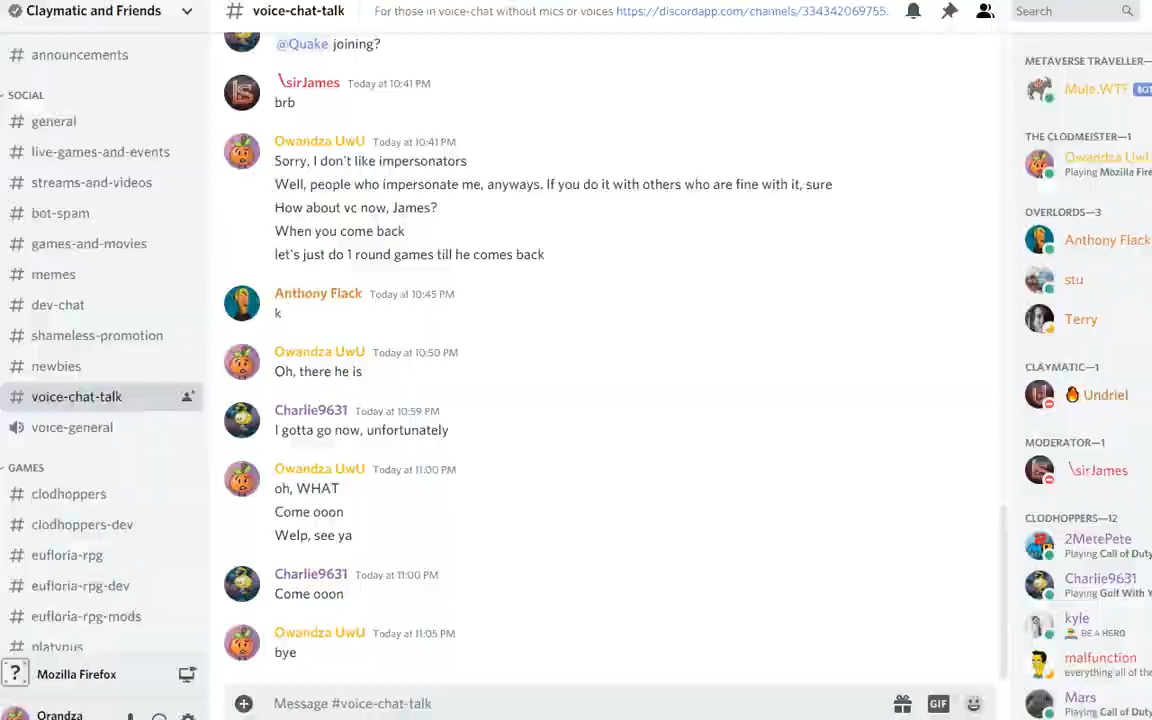 Claymatic and Friends
announcements
SOCIAL
general
live-games-and-events
streams-and-videos
bot-spam
games-and-movies
memes
dev-chat
shameless-promotion
newbies
voice-chat-talk
voice-general
GAMES
clodhoppers
clodhoppers-dev
eufloria-rpg
eufloria-rpg-dev
eufloria-rpg-mods
platypus
Mozilla Firefox
Orandza
voice-chat-talk
For those in voice-chat without mics or voices https://discordapp.com/channels/334342069755...
Search
@Quake joining?
\sirJames Today at 10:41 PM
brb
Owandza UwU Today at 10:41 PM
Sorry, I don't like impersonators
Well, people who impersonate me, anyways. If you do it with others who are fine with it, sure
How about vc now, James?
When you come back
let's just do 1 round games till he comes back
Anthony Flack Today at 10:45 PM
k
Owandza UwU Today at 10:50 PM
Oh, there he is
Charlie9631 Today at 10:59 PM
I gotta go now, unfortunately
Owandza UwU Today at 11:00 PM
oh, WHAT
Come ooon
Welp, see ya
Charlie9631 Today at 11:00 PM
Come ooon
Owandza UwU Today at 11:05 PM
bye
Message #voice-chat-talk
GIF
METAVERSE TRAVELLER—
Mule.WTF BOT
THE CLODMEISTER—1
Owandza UwU
Playing Mozilla Fire
OVERLORDS—3
Anthony Flack
stu
Terry
CLAYMATIC—1
Undriel
MODERATOR—1
\sirJames
CLODHOPPERS—12
2MetePete
Playing Call of Duty
Charlie9631
Playing Golf With Y
kyle
BE A HERO
malfunction
everything all of the
Mars
Playing Call of Duty